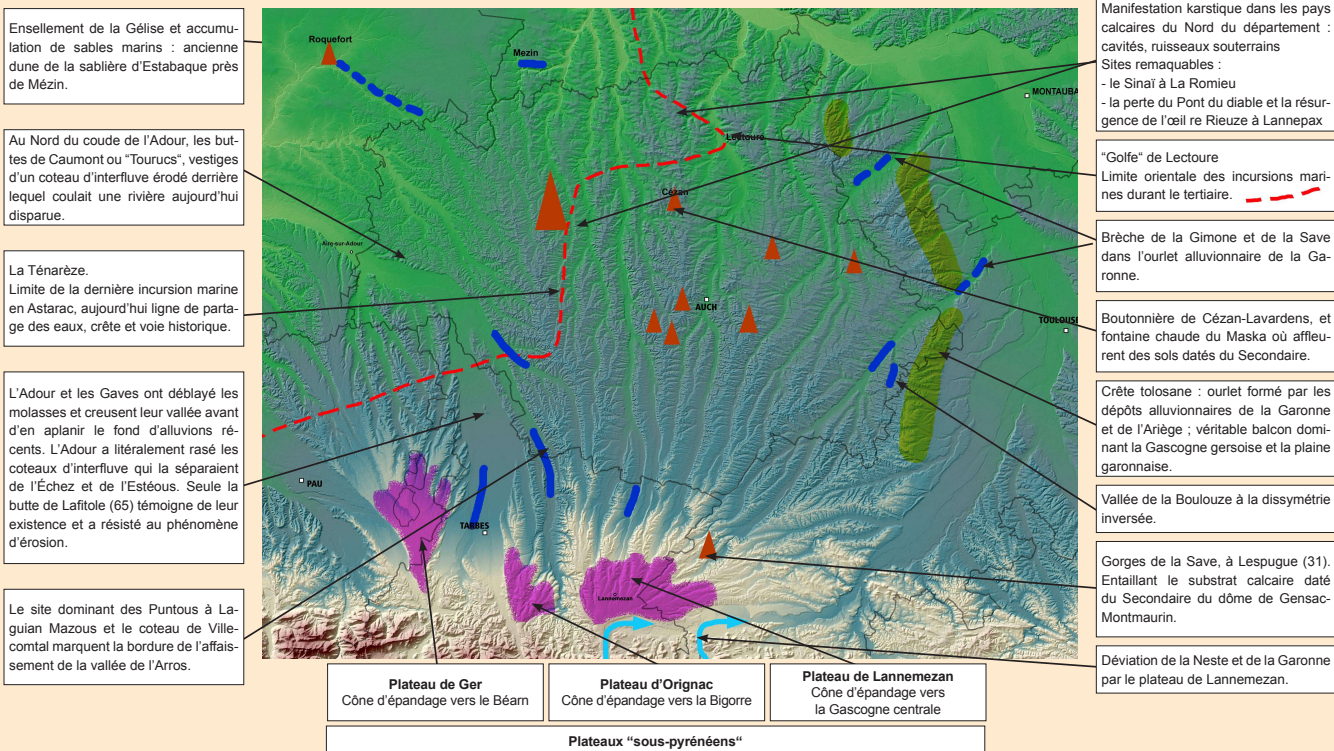 Ensellement de la Gélise et accumu-
lation de sables marins : ancienne
dune de la sablière d'Estabaque près
de Mézin.
Au Nord du coude de l'Adour, les but-
tes de Caumont ou "Tourucs", vestiges
d'un coteau d'interfluve érodé derrière
lequel coulait une rivière aujourd'hui
disparue.
La Ténarèze.
Limite de la dernière incursion marine
en Astarac, aujourd'hui ligne de parta-
ge des eaux, crête et voie historique.
L'Adour et les Gaves ont déblayé les
molasses et creusent leur vallée avant
d'en aplanir le fond d'alluvions ré-
cents. L'Adour a litéralement rasé les
coteaux d'interfluve qui la séparaient
de l'Échez et de l'Estéous. Seule la
butte de Lafitole (65) témoigne de leur
existence et a résisté au phénomène
d'érosion.
Le site dominant des Puntous à La-
guian Mazous et le coteau de Ville-
comtal marquent la bordure de l'affais-
sement de la vallée de l'Arros.
Roquefort
Mezin
MONTAUBA
Lectoure
Cézan
Aire-sur-Adour
AUCH
TOULOUSE
PAU
TARBES
Lannemezan
Manifestation karstique dans les pays
calcaires du Nord du département :
cavités, ruisseaux souterrains
Sites remaquables :
- le Sinaï à La Romieu
- la perte du Pont du diable et la résur-
gence de l'œil re Rieuze à Lannepax
"Golfe" de Lectoure
Limite orientale des incursions mari-
nes durant le tertiaire.
Brèche de la Gimone et de la Save
dans l'ourlet alluvionnaire de la Ga-
ronne.
Boutonnière de Cézan-Lavardens, et
fontaine chaude du Maska où affleu-
rent des sols datés du Secondaire.
Crête tolosane : ourlet formé par les
dépôts alluvionnaires de la Garonne
et de l'Ariège ; véritable balcon domi-
nant la Gascogne gersoise et la plaine
garonnaise.
Vallée de la Boulouze à la dissymétrie
inversée.
Gorges de la Save, à Lespugue (31).
Entaillant le substrat calcaire daté
du Secondaire du dôme de Gensac-
Montmaurin.
Déviation de la Neste et de la Garonne
par le plateau de Lannemezan.
Plateau de Ger
Cône d'épandage vers le Béarn
Plateau d'Orignac
Cône d'épandage vers la Bigorre
Plateau de Lannemezan
Cône d'épandage vers
la Gascogne centrale
Plateaux "sous-pyrénéens"